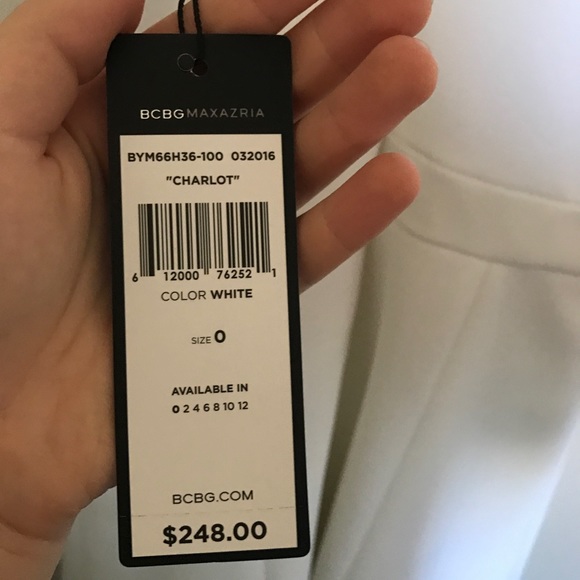 BCBGMAXAZRIA
BYM66H36-100 032016
"CHARLOT"
6 12000 76252 1
COLOR WHITE
SIZE 0
AVAILABLE IN
0 2 4 6 8 10 12
BCBG.COM
$248.00